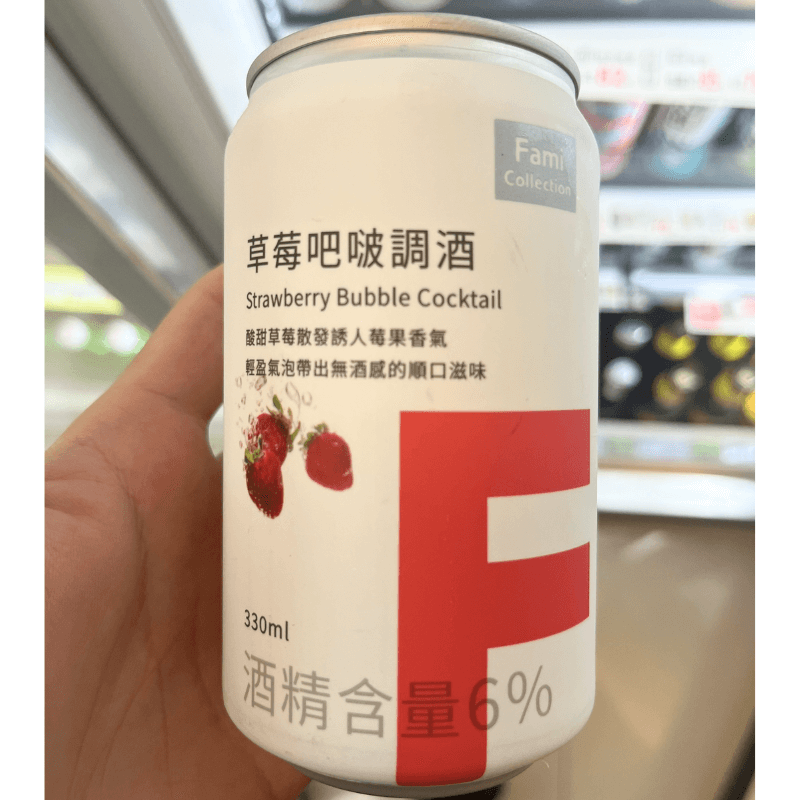 Fami
Collection
草莓吧啵調酒
Strawberry Bubble Cocktail
酸甜草莓散發誘人莓果香氣
輕盈氣泡帶出無酒感的順口滋味
330ml
酒精含量6%